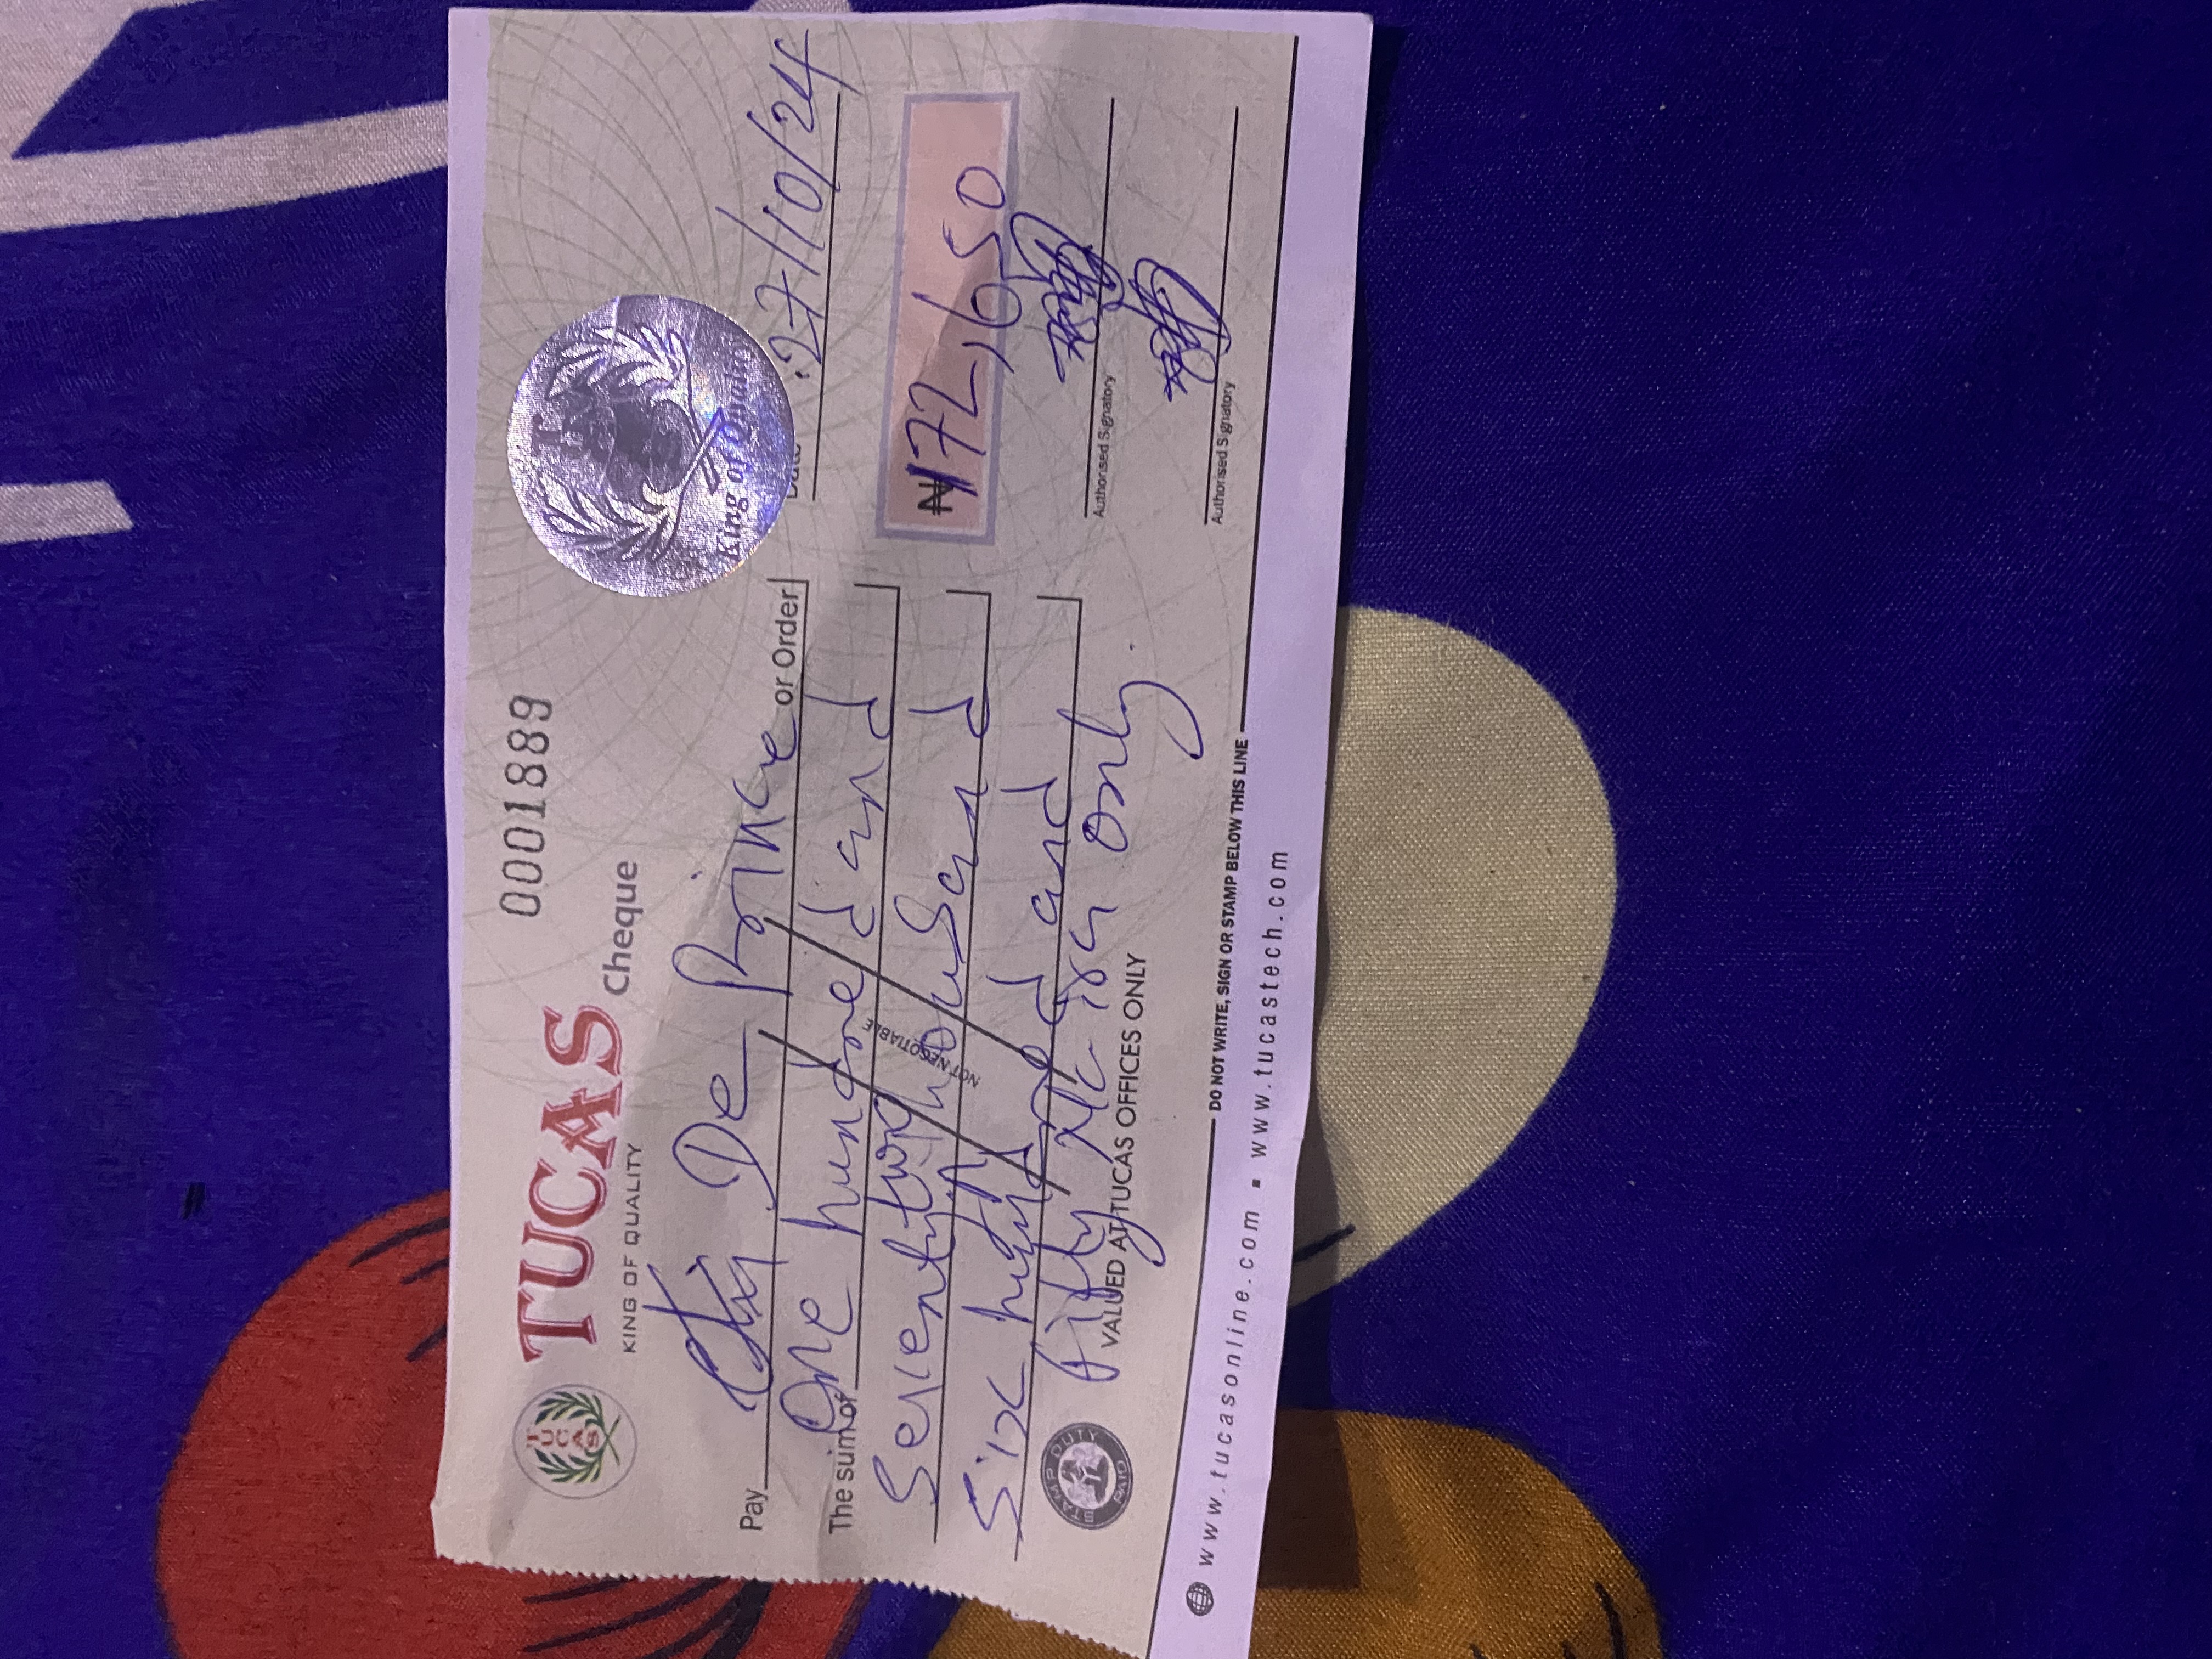 0001889
TUCAS
TUCAS
KING OF QUALITY
Cheque
T
King of Quality
Date 27/10/24
Pay De Prince or Order
The sum of One hundred and
Seventy two thousand
₦172,650
Six hundred and
Fifty Naira only
NOT NEGOTIABLE
Authorised Signatory
Authorised Signatory
STAMP DUTY
PAID
VALUED AT TUCAS OFFICES ONLY
DO NOT WRITE, SIGN OR STAMP BELOW THIS LINE
www.tucasonline.com ▪ www.tucastech.com